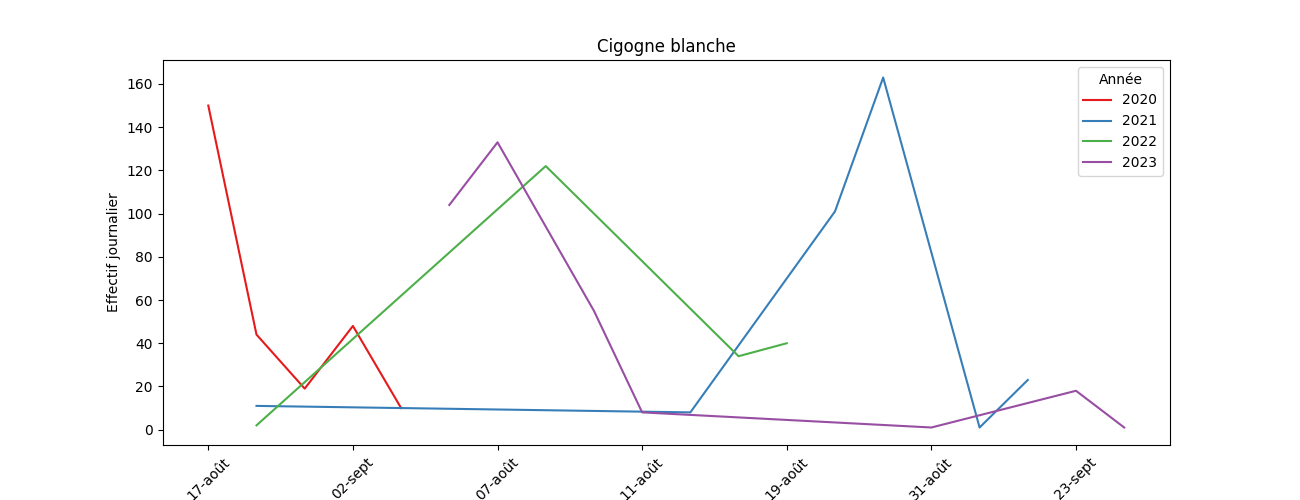 Cigogne blanche
Effectif journalier
160
140
120
100
80
60
40
20
0
17-août
02-sept
07-août
11-août
19-août
31-août
23-sept
Année
2020
2021
2022
2023